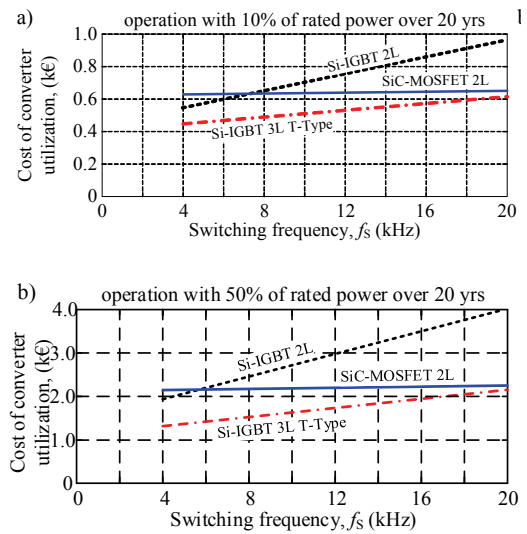 a)
operation with 10% of rated power over 20 yrs
b
Cost of converter
utilization, (k€)
1.0
0.8
0.6
0.4
0.2
0
Si-IGBT 2L
SiC-MOSFET 2L
Si-IGBT 3L T-Type
0 4 8 12 16 20
Switching frequency, fS (kHz)
b)
operation with 50% of rated power over 20 yrs
Cost of converter
utilization, (k€)
4.0
3.0
2.0
1.0
0
Si-IGBT 2L
SiC-MOSFET 2L
Si-IGBT 3L T-Type
0 4 8 12 16 20
Switching frequency, fS (kHz)